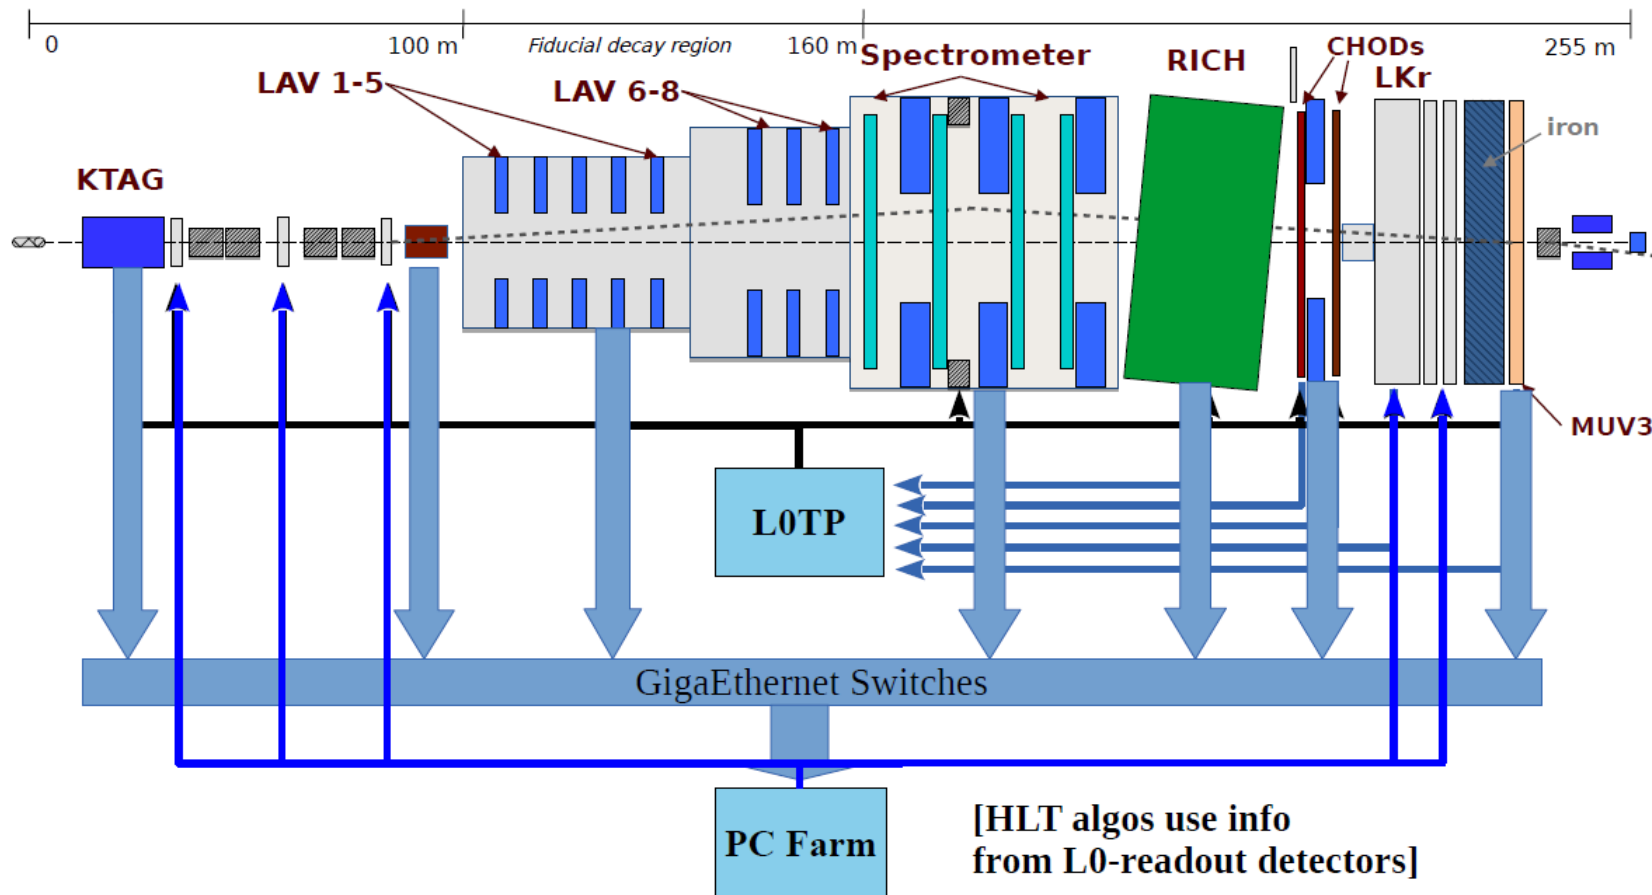 0
100 m
Fiducial decay region
160 m
255 m
Spectrometer
RICH
CHODs
LKr
LAV 1-5
LAV 6-8
iron
KTAG
MUV3
L0TP
GigaEthernet Switches
PC Farm
[HLT algos use info
from L0-readout detectors]